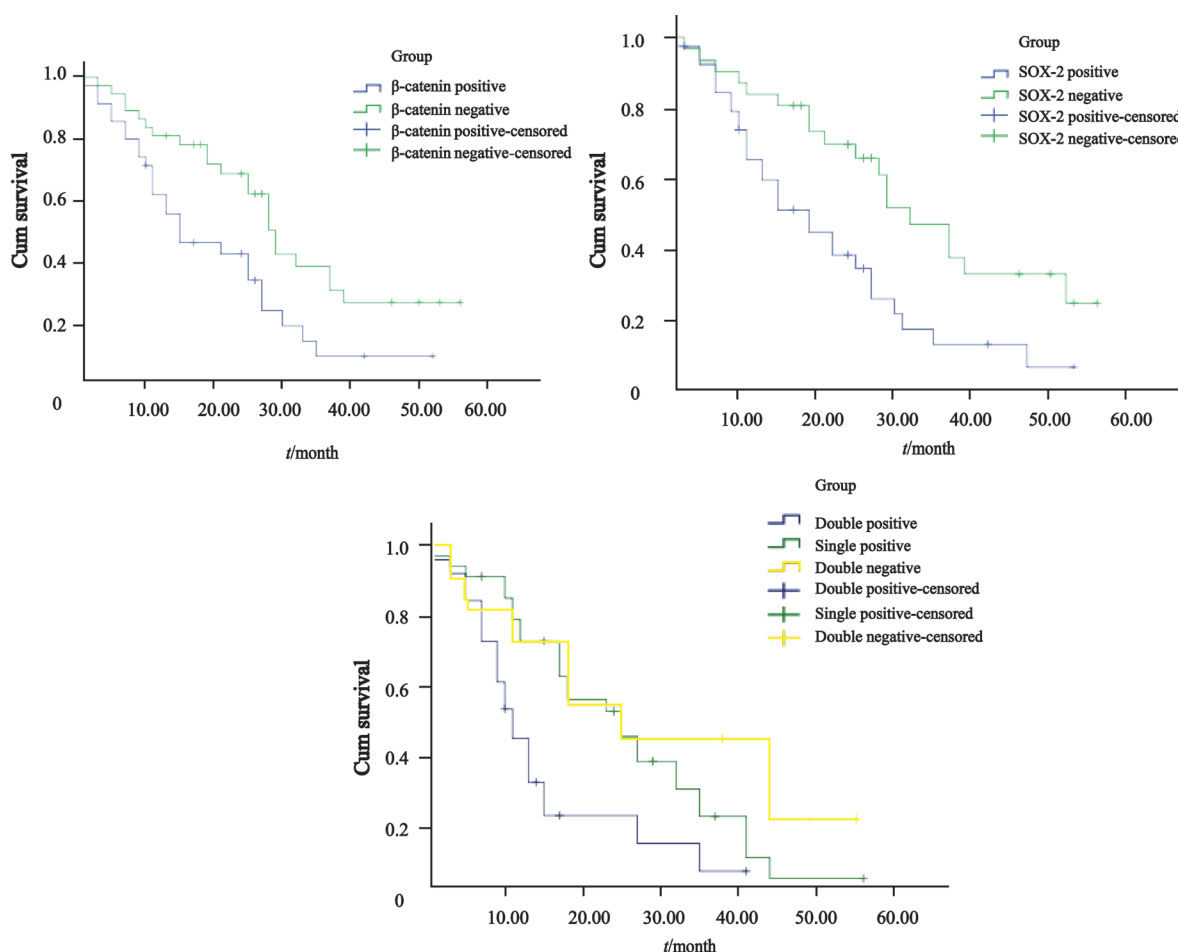 Group
β-catenin positive
β-catenin negative
β-catenin positive-censored
β-catenin negative-censored
Cum survival
1.0
0.8
0.6
0.4
0.2
0
10.00 20.00 30.00 40.00 50.00 60.00
t/month
Group
SOX-2 positive
SOX-2 negative
SOX-2 positive-censored
SOX-2 negative-censored
Cum survival
1.0
0.8
0.6
0.4
0.2
0
10.00 20.00 30.00 40.00 50.00 60.00
t/month
Group
Double positive
Single positive
Double negative
Double positive-censored
Single positive-censored
Double negative-censored
Cum survival
1.0
0.8
0.6
0.4
0.2
0
10.00 20.00 30.00 40.00 50.00 60.00
t/month